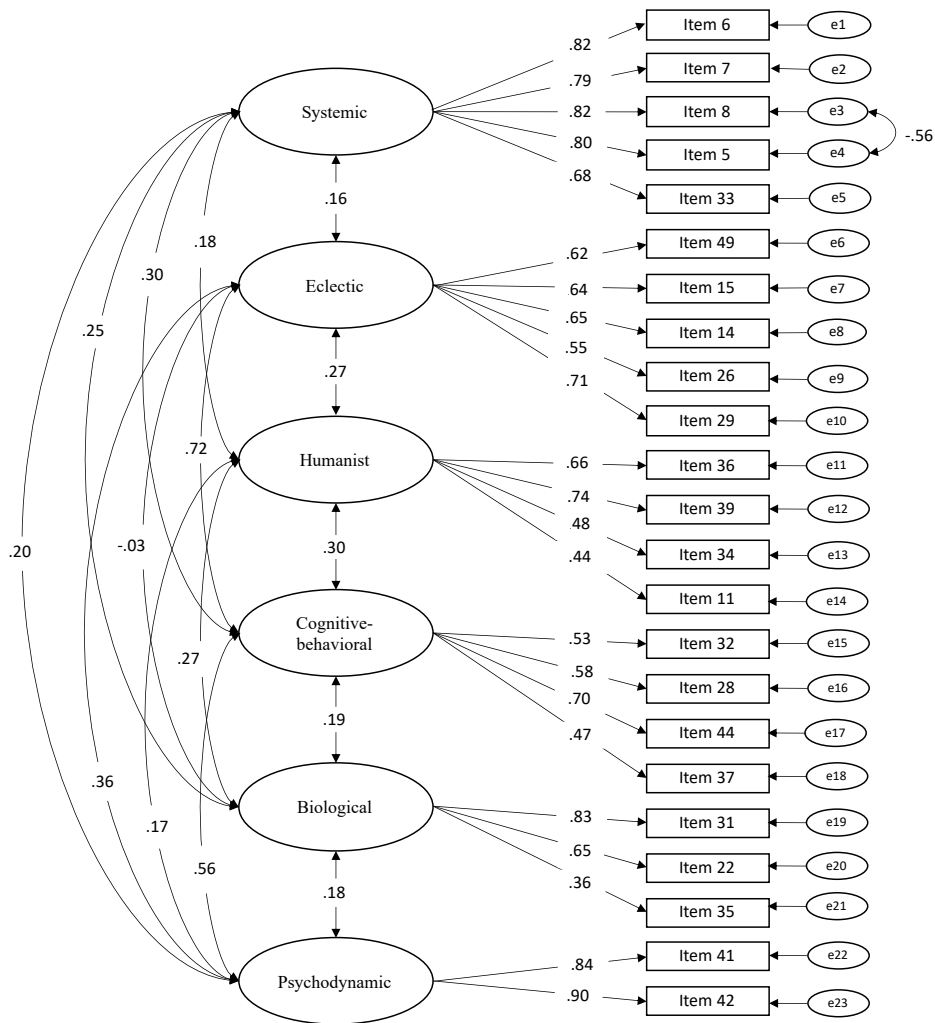 Item 6
e1
.82
Item 7
e2
.79
Systemic
.82
Item 8
e3
-.56
.80
Item 5
e4
.68
Item 33
e5
.16
.18
.30
.25
.62
Item 49
e6
Eclectic
.64
Item 15
e7
.65
Item 14
e8
.55
Item 26
e9
.71
Item 29
e10
.27
.72
Humanist
.66
Item 36
e11
.74
Item 39
e12
.48
Item 34
e13
.44
Item 11
e14
.20
-.03
.30
Cognitive-
behavioral
.53
Item 32
e15
.58
Item 28
e16
.70
Item 44
e17
.47
Item 37
e18
.27
.19
.36
.17
Biological
.83
Item 31
e19
.65
Item 22
e20
.36
Item 35
e21
.56
.18
Psychodynamic
.84
Item 41
e22
.90
Item 42
e23